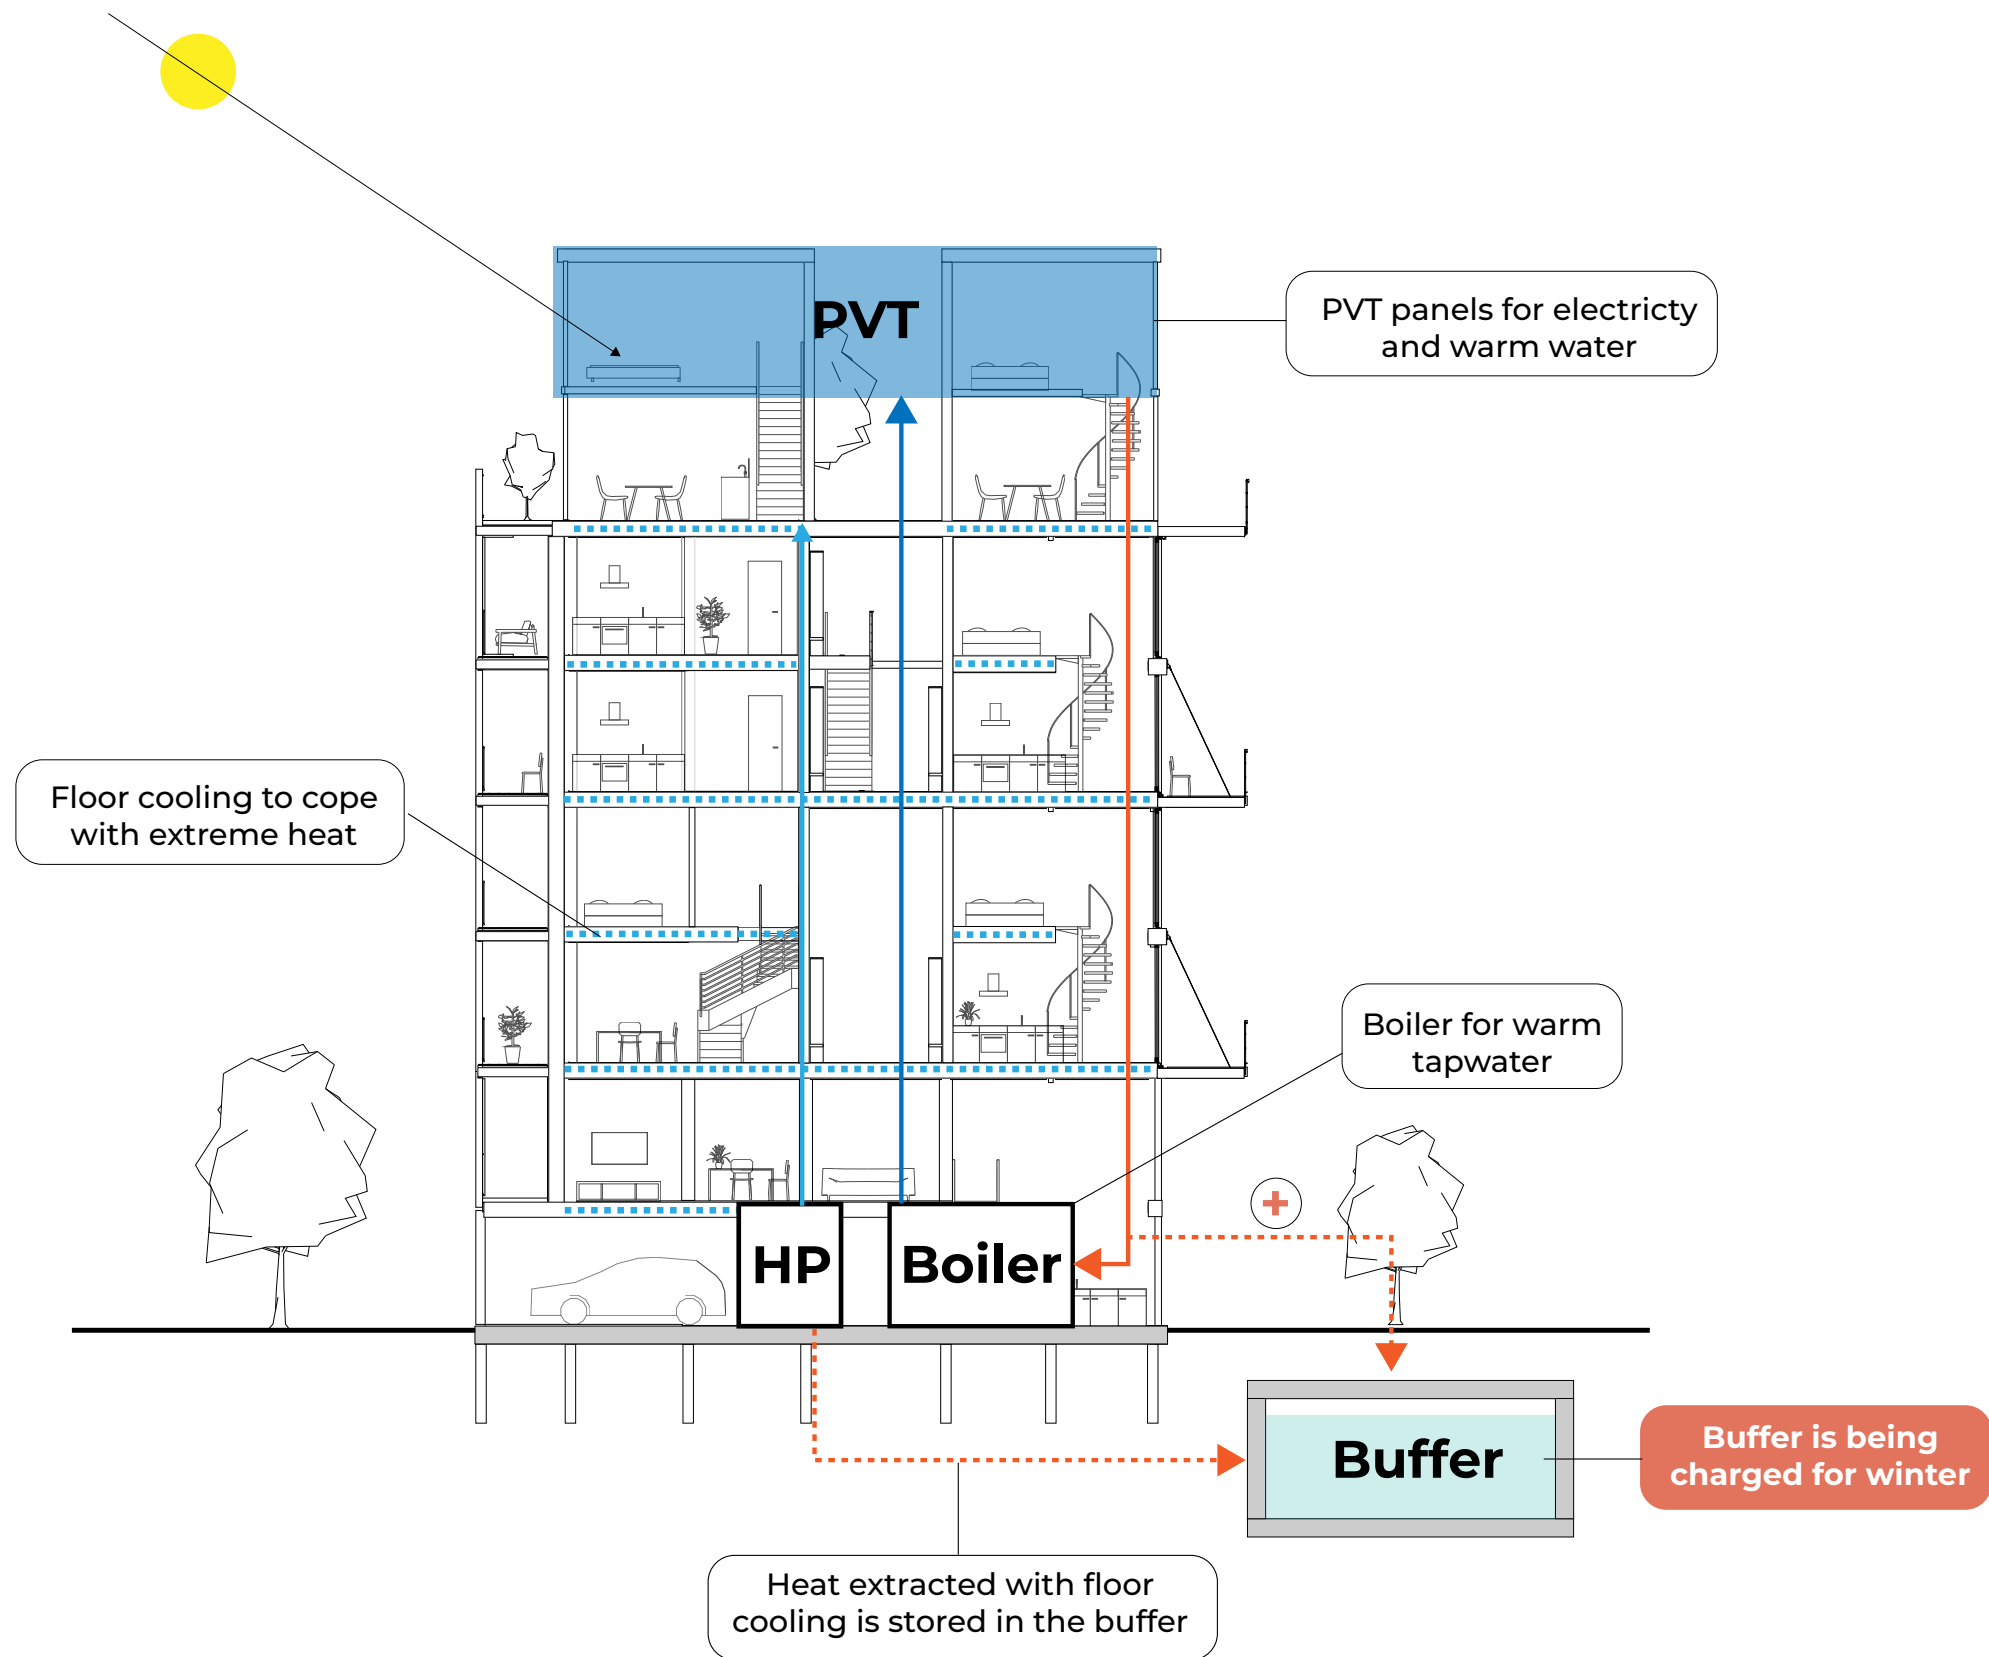 PVT
PVT panels for electricty
and warm water
Floor cooling to cope
with extreme heat
Boiler for warm
tapwater
HP
Boiler
Buffer
Buffer is being
charged for winter
Heat extracted with floor
cooling is stored in the buffer